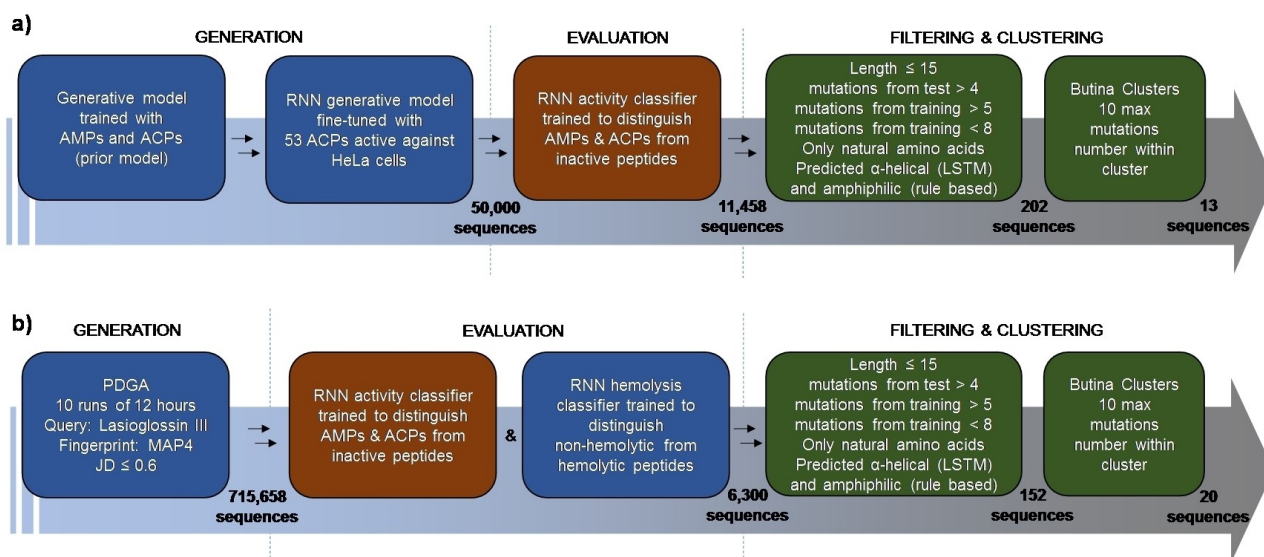 a)
GENERATION
EVALUATION
FILTERING & CLUSTERING
Generative model
trained with
AMPs and ACPs
(prior model)
RNN generative model
fine-tuned with
53 ACPs active against
HeLa cells
50,000
sequences
RNN activity classifier
trained to distinguish
AMPs & ACPs from
inactive peptides
11,458
sequences
Length ≤ 15
mutations from test > 4
mutations from training > 5
mutations from training < 8
Only natural amino acids
Predicted α-helical (LSTM)
and amphiphilic (rule based)
202
sequences
Butina Clusters
10 max
mutations
number within
cluster
13
sequences
b)
GENERATION
EVALUATION
FILTERING & CLUSTERING
PDGA
10 runs of 12 hours
Query: Lasioglossin III
Fingerprint: MAP4
JD ≤ 0.6
715,658
sequences
RNN activity classifier
trained to distinguish
AMPs & ACPs from
inactive peptides
&
RNN hemolysis
classifier trained to
distinguish
non-hemolytic from
hemolytic peptides
6,300
sequences
Length ≤ 15
mutations from test > 4
mutations from training > 5
mutations from training < 8
Only natural amino acids
Predicted α-helical (LSTM)
and amphiphilic (rule based)
152
sequences
Butina Clusters
10 max
mutations
number within
cluster
20
sequences